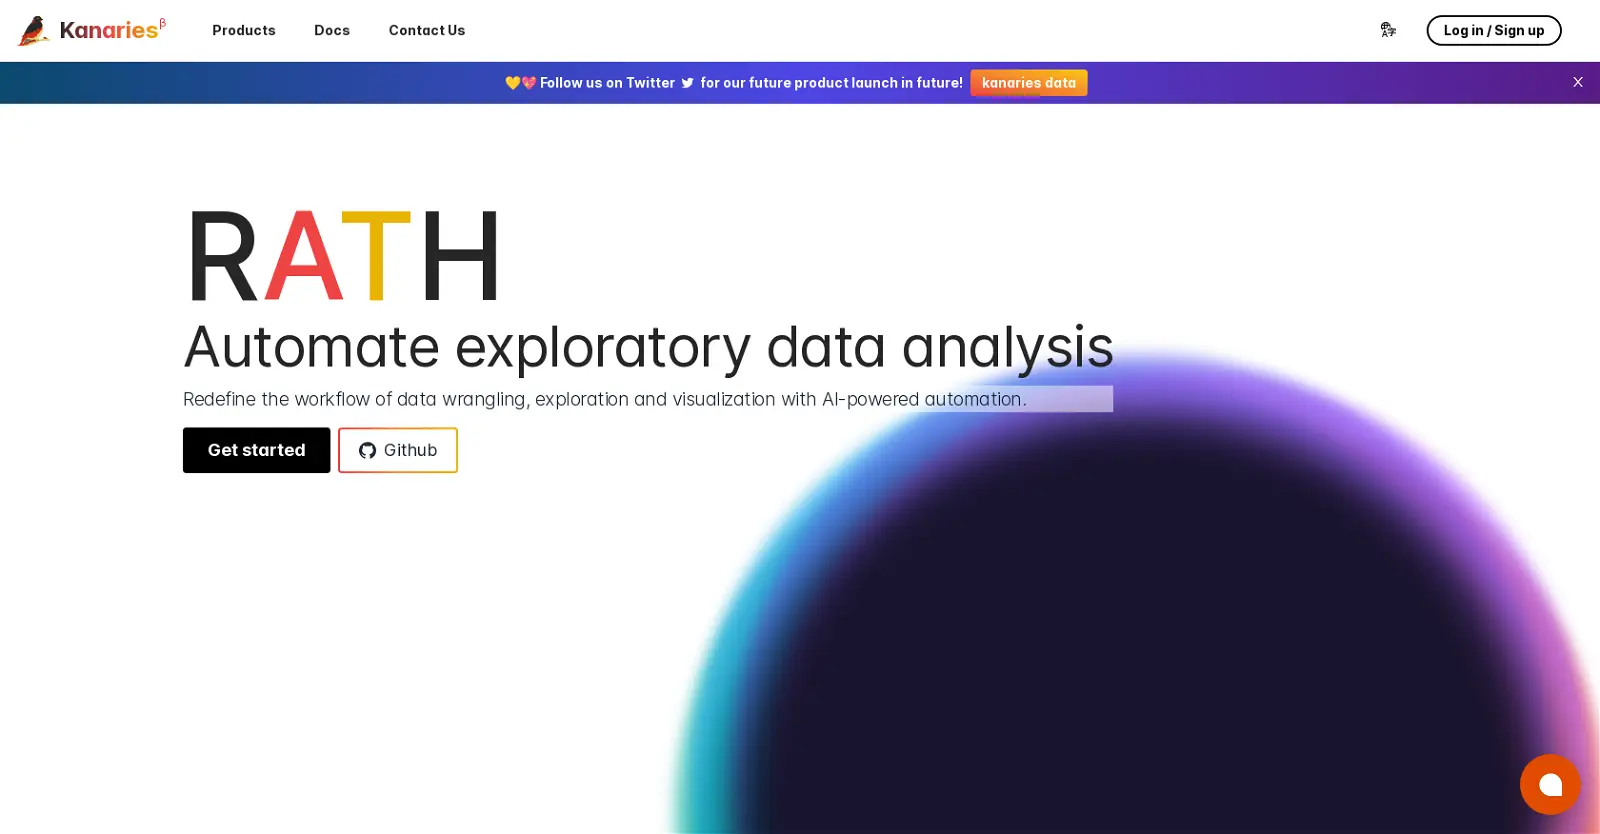 Kanariesβ
Products Docs Contact Us
Log in / Sign up
💛💖 Follow us on Twitter for our future product launch in future! kanaries data
X
RATH
Automate exploratory data analysis
Redefine the workflow of data wrangling, exploration and visualization with AI-powered automation.
Get started
Github